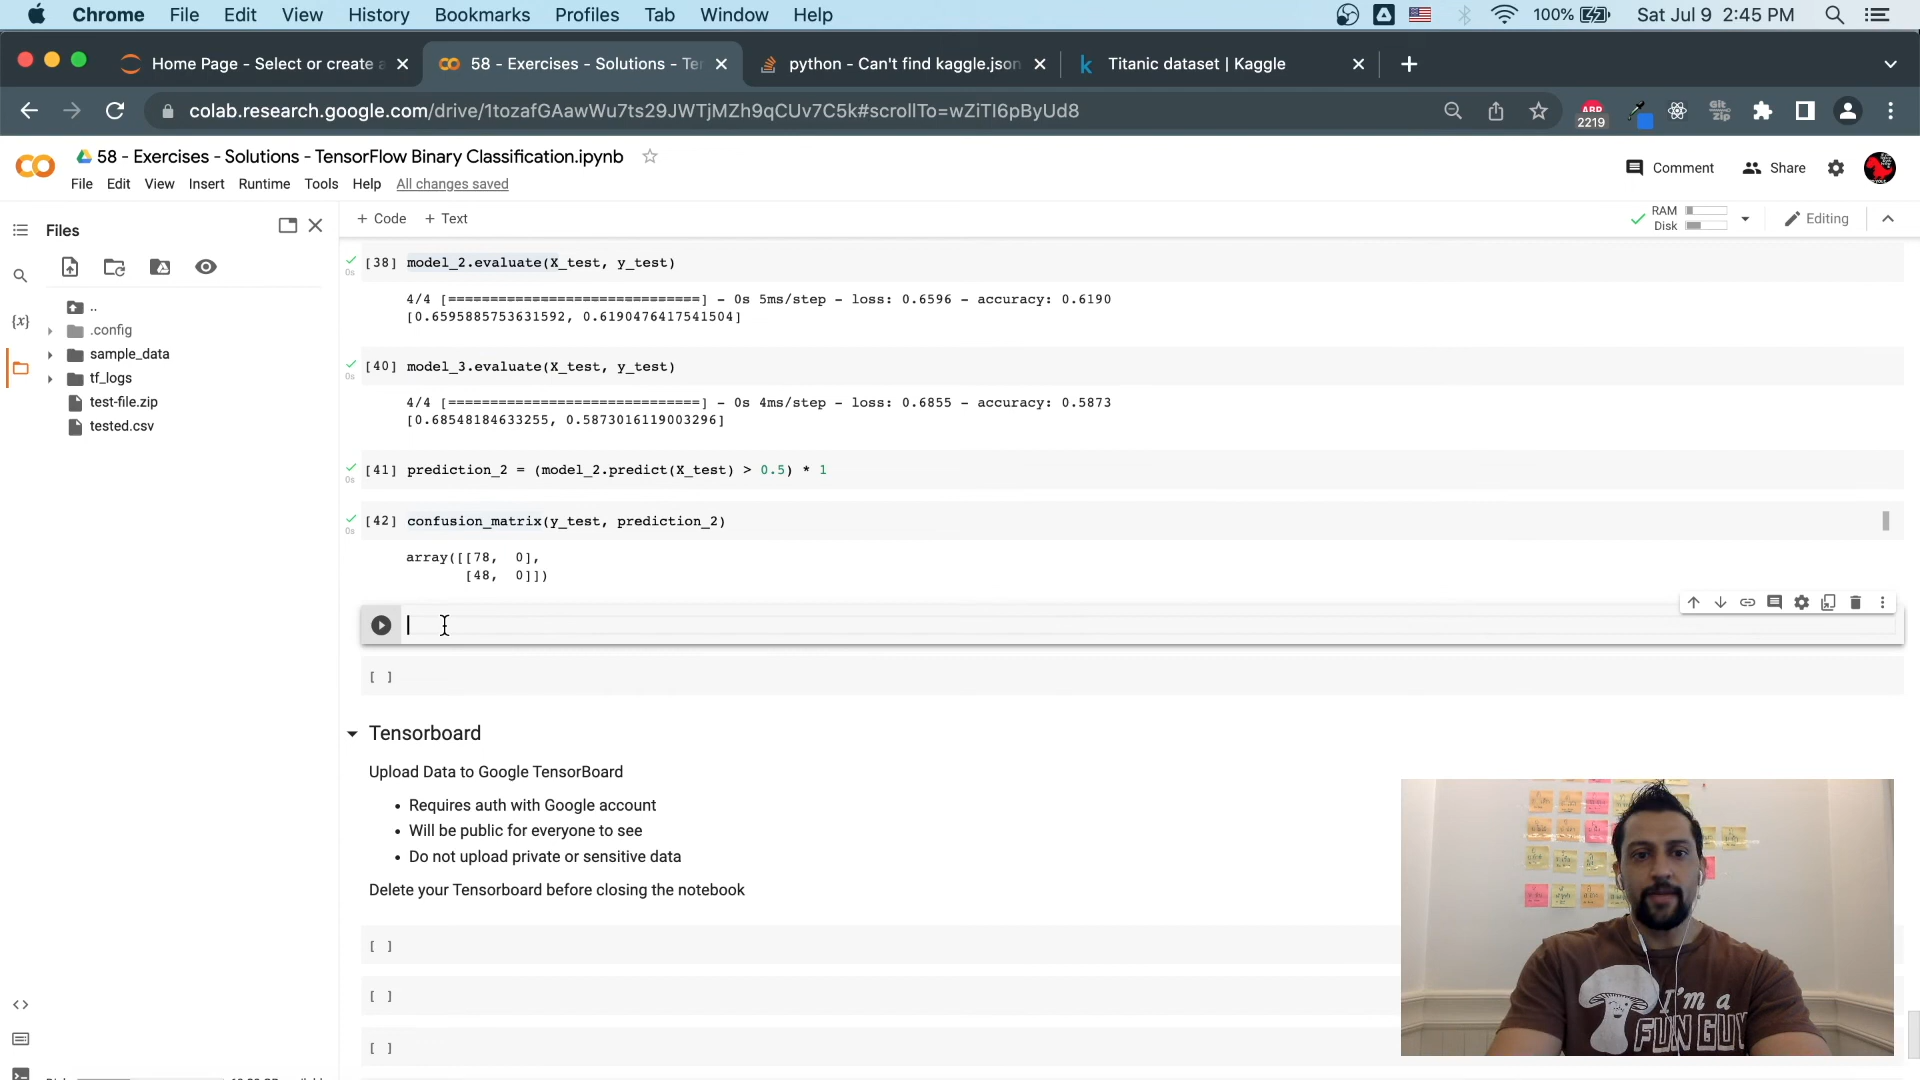 Chrome File Edit View History Bookmarks Profiles Tab Window Help 100% Sat Jul 9 2:45 PM
Home Page - Select or create a
58 - Exercises - Solutions - Ter
python - Can't find kaggle.json
Titanic dataset | Kaggle
colab.research.google.com/drive/1tozafGAawWu7ts29JWTjMZh9qCUv7C5k#scrollTo=wZiTI6pByUd8
ABP
2219
Git
Zip
58 - Exercises - Solutions - TensorFlow Binary Classification.ipynb
Comment Share
File Edit View Insert Runtime Tools Help All changes saved
Files
+ Code + Text
RAM
Disk
Editing
..
.config
sample_data
tf_logs
test-file.zip
tested.csv
{x}
[38] model_2.evaluate(X_test, y_test)
0s
4/4 [==============================] - 0s 5ms/step - loss: 0.6596 - accuracy: 0.6190
[0.6595885753631592, 0.6190476417541504]
[40] model_3.evaluate(X_test, y_test)
0s
4/4 [==============================] - 0s 4ms/step - loss: 0.6855 - accuracy: 0.5873
[0.68548184633255, 0.5873016119003296]
[41] prediction_2 = (model_2.predict(X_test) > 0.5) * 1
0s
[42] confusion_matrix(y_test, prediction_2)
0s
array([[78, 0],
[48, 0]])
[ ]
Tensorboard
Upload Data to Google TensorBoard
• Requires auth with Google account
• Will be public for everyone to see
• Do not upload private or sensitive data
Delete your Tensorboard before closing the notebook
[ ]
[ ]
[ ]
I'm a
FUN GUY